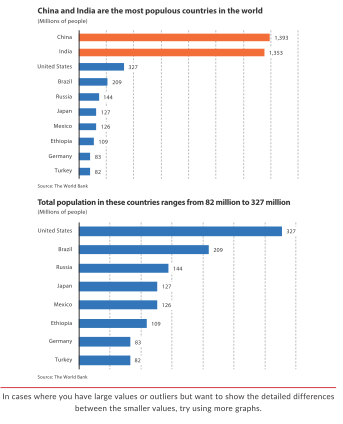 China and India are the most populous countries in the world
(Millions of people)
China 1,393
India 1,353
United States 327
Brazil 209
Russia 144
Japan 127
Mexico 126
Ethiopia 109
Germany 83
Turkey 82
Source: The World Bank
Total population in these countries ranges from 82 million to 327 million
(Millions of people)
United States 327
Brazil 209
Russia 144
Japan 127
Mexico 126
Ethiopia 109
Germany 83
Turkey 82
Source: The World Bank
In cases where you have large values or outliers but want to show the detailed differences
between the smaller values, try using more graphs.